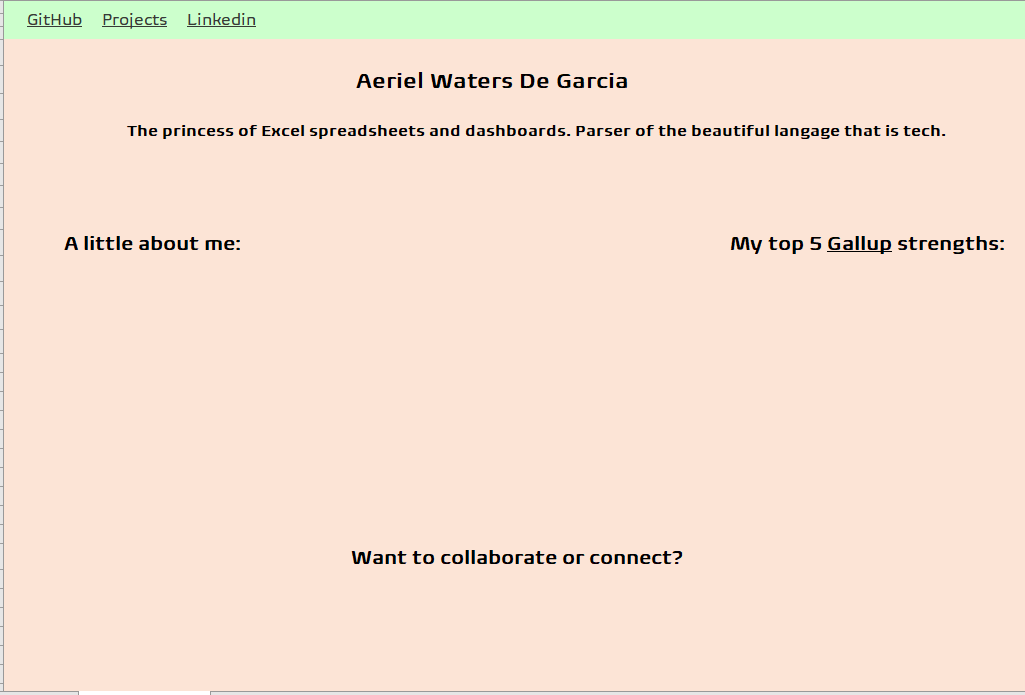 GitHub Projects Linkedin
Aeriel Waters De Garcia
The princess of Excel spreadsheets and dashboards. Parser of the beautiful langage that is tech.
A little about me:
My top 5 Gallup strengths:
Want to collaborate or connect?